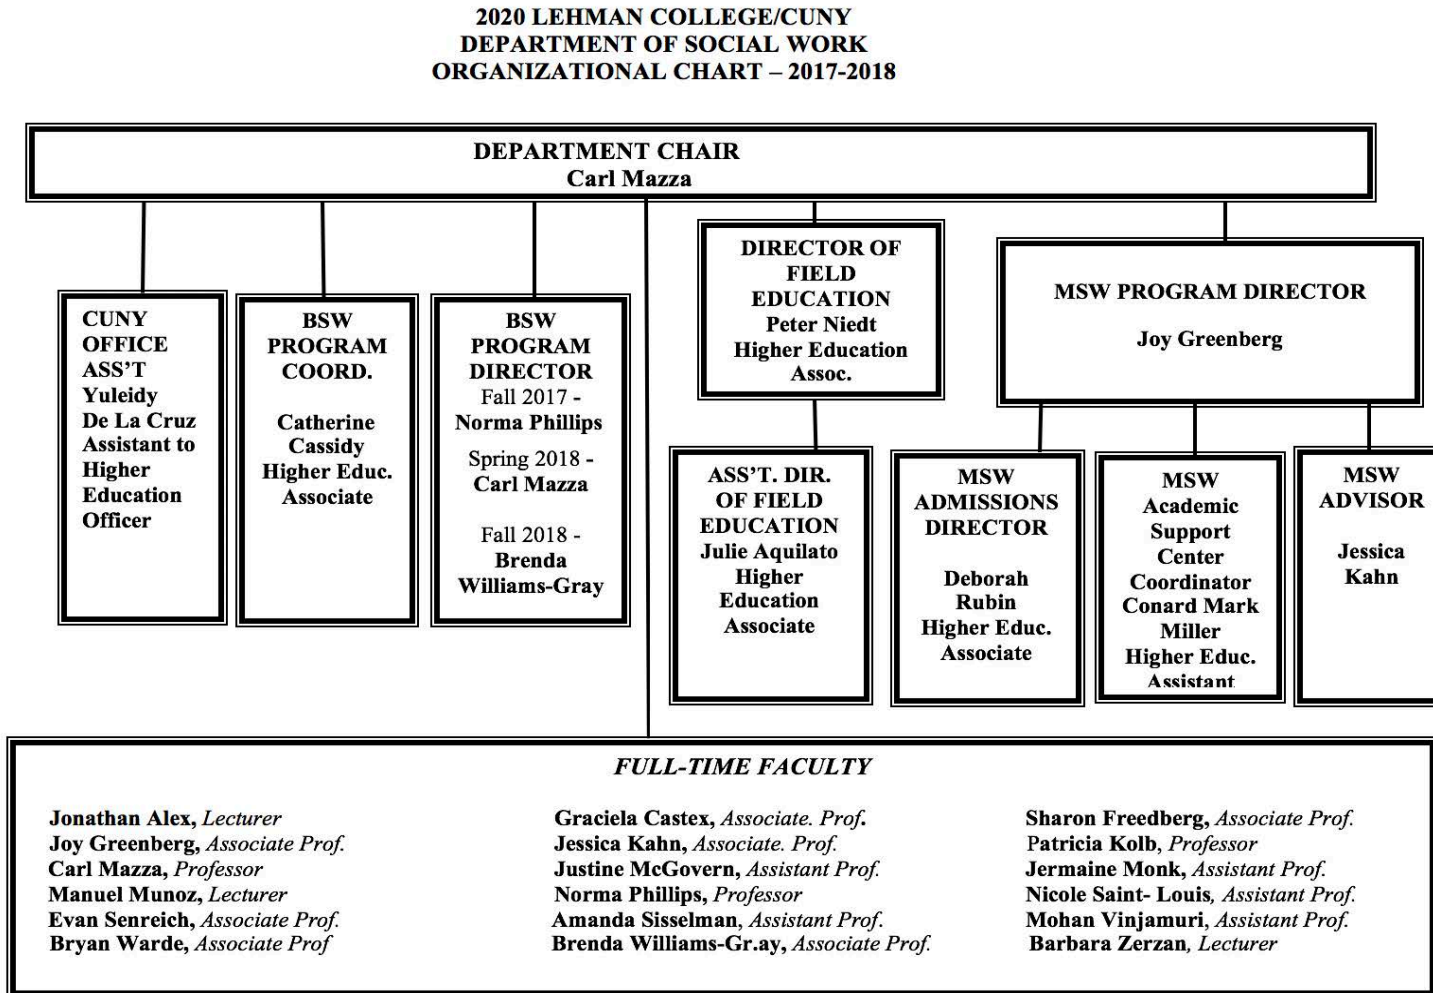 2020 LEHMAN COLLEGE/CUNY
DEPARTMENT OF SOCIAL WORK
ORGANIZATIONAL CHART – 2017-2018
DEPARTMENT CHAIR
Carl Mazza
CUNY
OFFICE
ASS'T
Yuleidy
De La Cruz
Assistant to
Higher
Education
Officer
BSW
PROGRAM
COORD.
Catherine
Cassidy
Higher Educ.
Associate
BSW
PROGRAM
DIRECTOR
Fall 2017 -
Norma Phillips
Spring 2018 -
Carl Mazza
Fall 2018 -
Brenda
Williams-Gray
DIRECTOR OF
FIELD
EDUCATION
Peter Niedt
Higher Education
Assoc.
ASS'T. DIR.
OF FIELD
EDUCATION
Julie Aquilato
Higher
Education
Associate
MSW PROGRAM DIRECTOR
Joy Greenberg
MSW
ADMISSIONS
DIRECTOR
Deborah
Rubin
Higher Educ.
Associate
MSW
Academic
Support
Center
Coordinator
Conard Mark
Miller
Higher Educ.
Assistant
MSW
ADVISOR
Jessica
Kahn
FULL-TIME FACULTY
Jonathan Alex, Lecturer
Joy Greenberg, Associate Prof.
Carl Mazza, Professor
Manuel Munoz, Lecturer
Evan Senreich, Associate Prof.
Bryan Warde, Associate Prof
Graciela Castex, Associate. Prof.
Jessica Kahn, Associate. Prof.
Justine McGovern, Assistant Prof.
Norma Phillips, Professor
Amanda Sisselman, Assistant Prof.
Brenda Williams-Gr.ay, Associate Prof.
Sharon Freedberg, Associate Prof.
Patricia Kolb, Professor
Jermaine Monk, Assistant Prof.
Nicole Saint- Louis, Assistant Prof.
Mohan Vinjamuri, Assistant Prof.
Barbara Zerzan, Lecturer